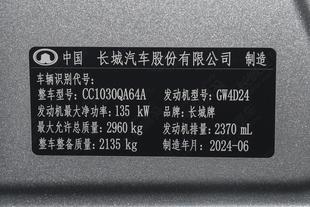 中国 长城汽车股份有限公司 制造
车辆识别代号:
整车型号: CC1030QA64A 发动机型号: GW4D24
发动机最大净功率: 135 kW 品牌: 长城牌
最大允许总质量: 2960 kg 发动机排量: 2370 mL
整车整备质量: 2135 kg 制造年月: 2024-06